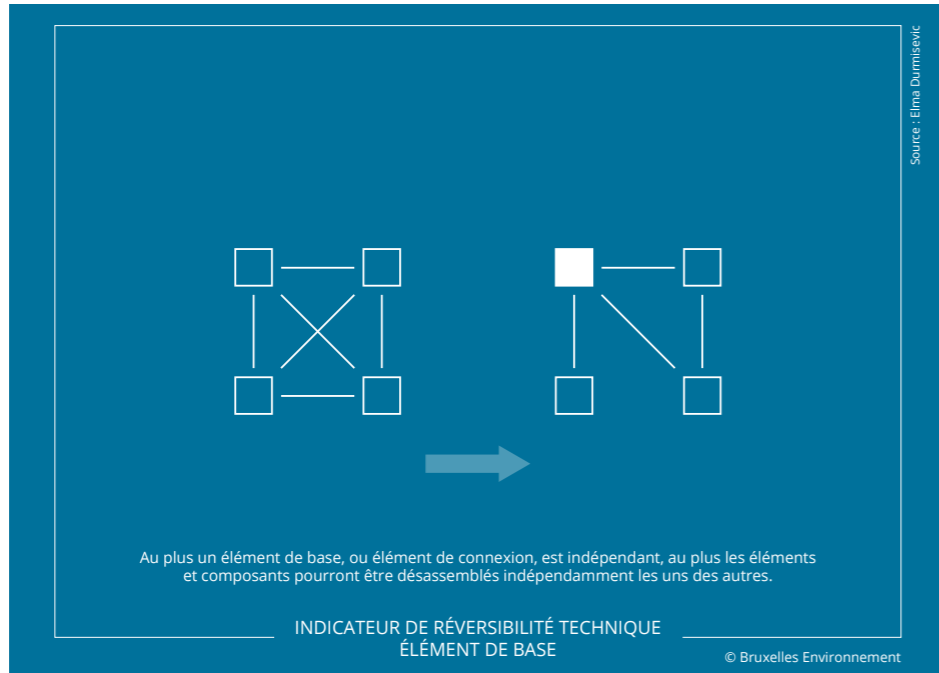 Source : Elma Durmisevic
Au plus un élément de base, ou élément de connexion, est indépendant, au plus les éléments
et composants pourront être désassemblés indépendamment les uns des autres.
INDICATEUR DE RÉVERSIBILITÉ TECHNIQUE
ÉLÉMENT DE BASE
© Bruxelles Environnement